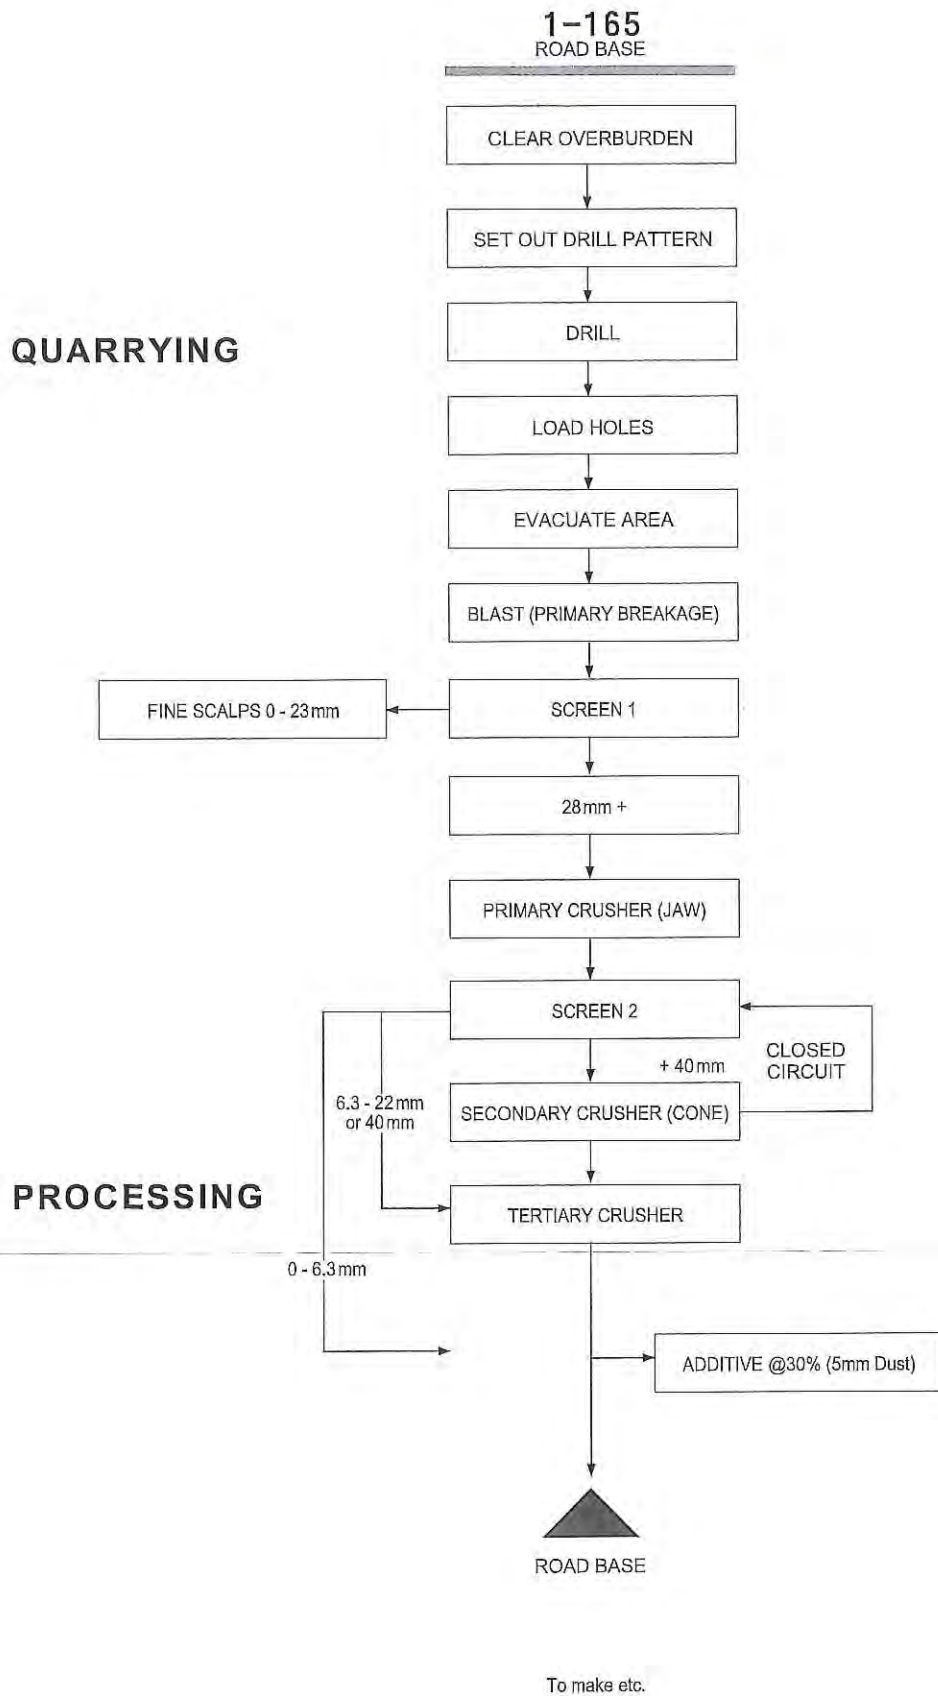 1-165
ROAD BASE
CLEAR OVERBURDEN
SET OUT DRILL PATTERN
QUARRYING
DRILL
LOAD HOLES
EVACUATE AREA
BLAST (PRIMARY BREAKAGE)
FINE SCALPS 0 - 23mm
SCREEN 1
28mm +
PRIMARY CRUSHER (JAW)
SCREEN 2
+ 40mm
CLOSED
CIRCUIT
6.3 - 22mm
or 40mm
SECONDARY CRUSHER (CONE)
PROCESSING
TERTIARY CRUSHER
0 - 6.3mm
ADDITIVE @30% (5mm Dust)
ROAD BASE
To make etc.